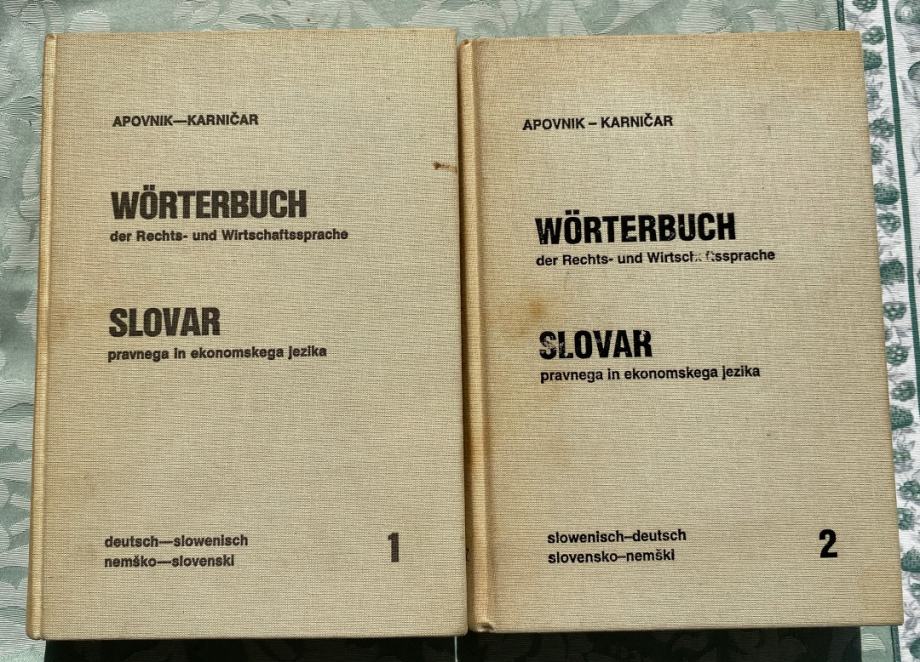 APOVNIK—KARNIČAR
WÖRTERBUCH
der Rechts- und Wirtschaftssprache
SLOVAR
pravnega in ekonomskega jezika
deutsch—slowenisch
nemško—slovenski
1
APOVNIK – KARNIČAR
WÖRTERBUCH
der Rechts- und Wirtschaftssprache
SLOVAR
pravnega in ekonomskega jezika
slowenisch–deutsch
slovensko–nemški
2